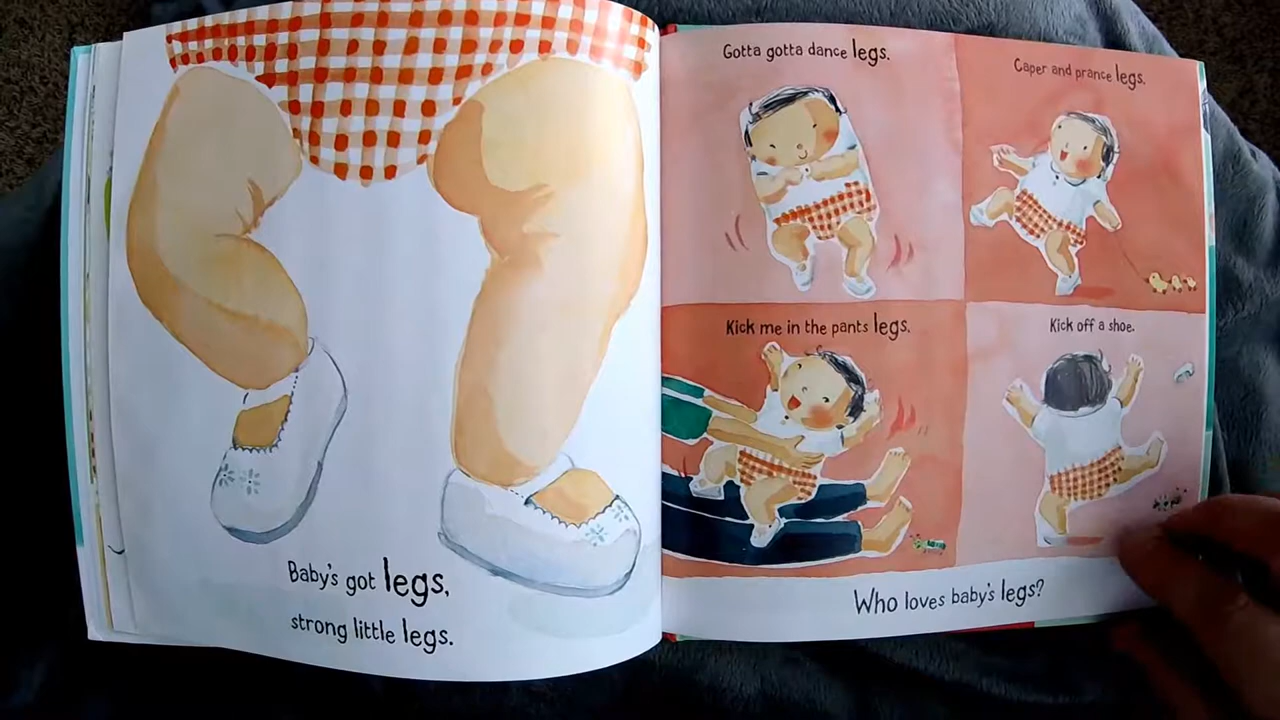 Baby's got legs,
strong little legs.
Gotta gotta dance legs.
Caper and prance legs.
Kick me in the pants legs.
Kick off a shoe.
Who loves baby's legs?